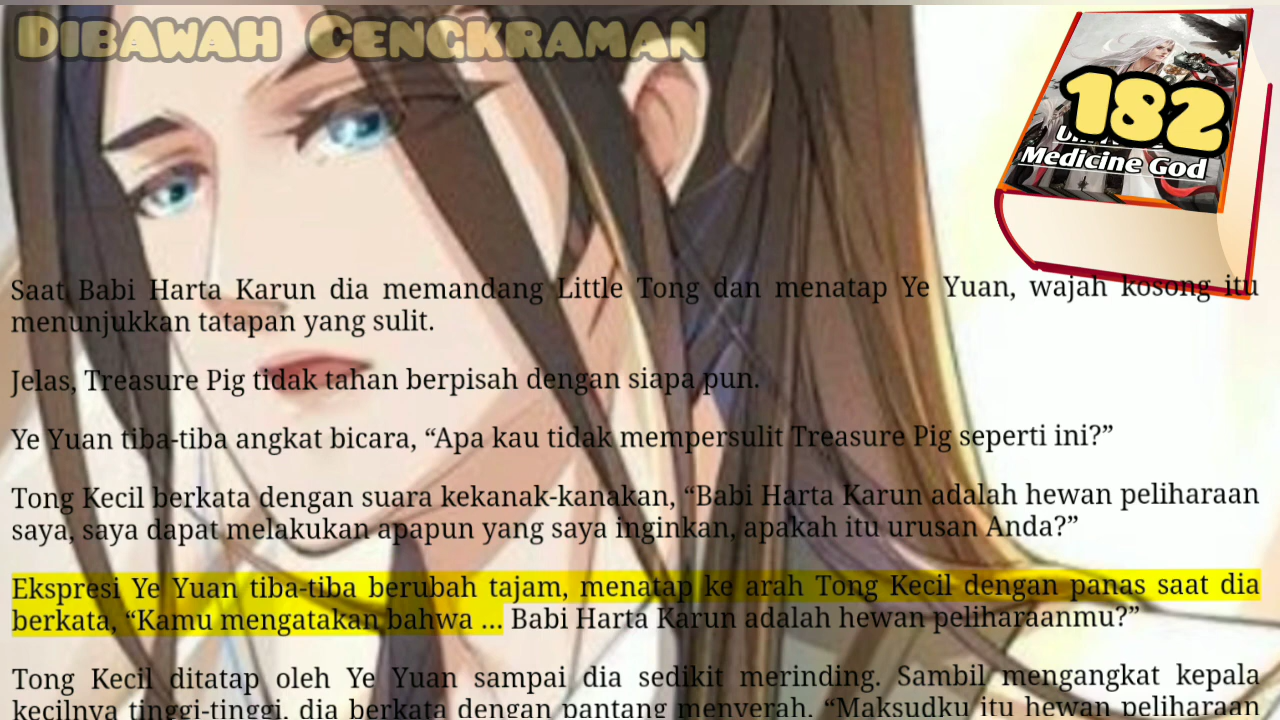 DIBAWAH CENGKRAMAN
182
Medicine God
Saat Babi Harta Karun dia memandang Little Tong dan menatap Ye Yuan, wajah kosong itu
menunjukkan tatapan yang sulit.
Jelas, Treasure Pig tidak tahan berpisah dengan siapa pun.
Ye Yuan tiba-tiba angkat bicara, “Apa kau tidak mempersulit Treasure Pig seperti ini?”
Tong Kecil berkata dengan suara kekanak-kanakan, “Babi Harta Karun adalah hewan peliharaan
saya, saya dapat melakukan apapun yang saya inginkan, apakah itu urusan Anda?”
Ekspresi Ye Yuan tiba-tiba berubah tajam, menatap ke arah Tong Kecil dengan panas saat dia
berkata, “Kamu mengatakan bahwa ... Babi Harta Karun adalah hewan peliharaanmu?”
Tong Kecil ditatap oleh Ye Yuan sampai dia sedikit merinding. Sambil mengangkat kepala
kecilnya tinggi-tinggi, dia berkata dengan pantang menyerah, “Maksudku itu hewan peliharaan